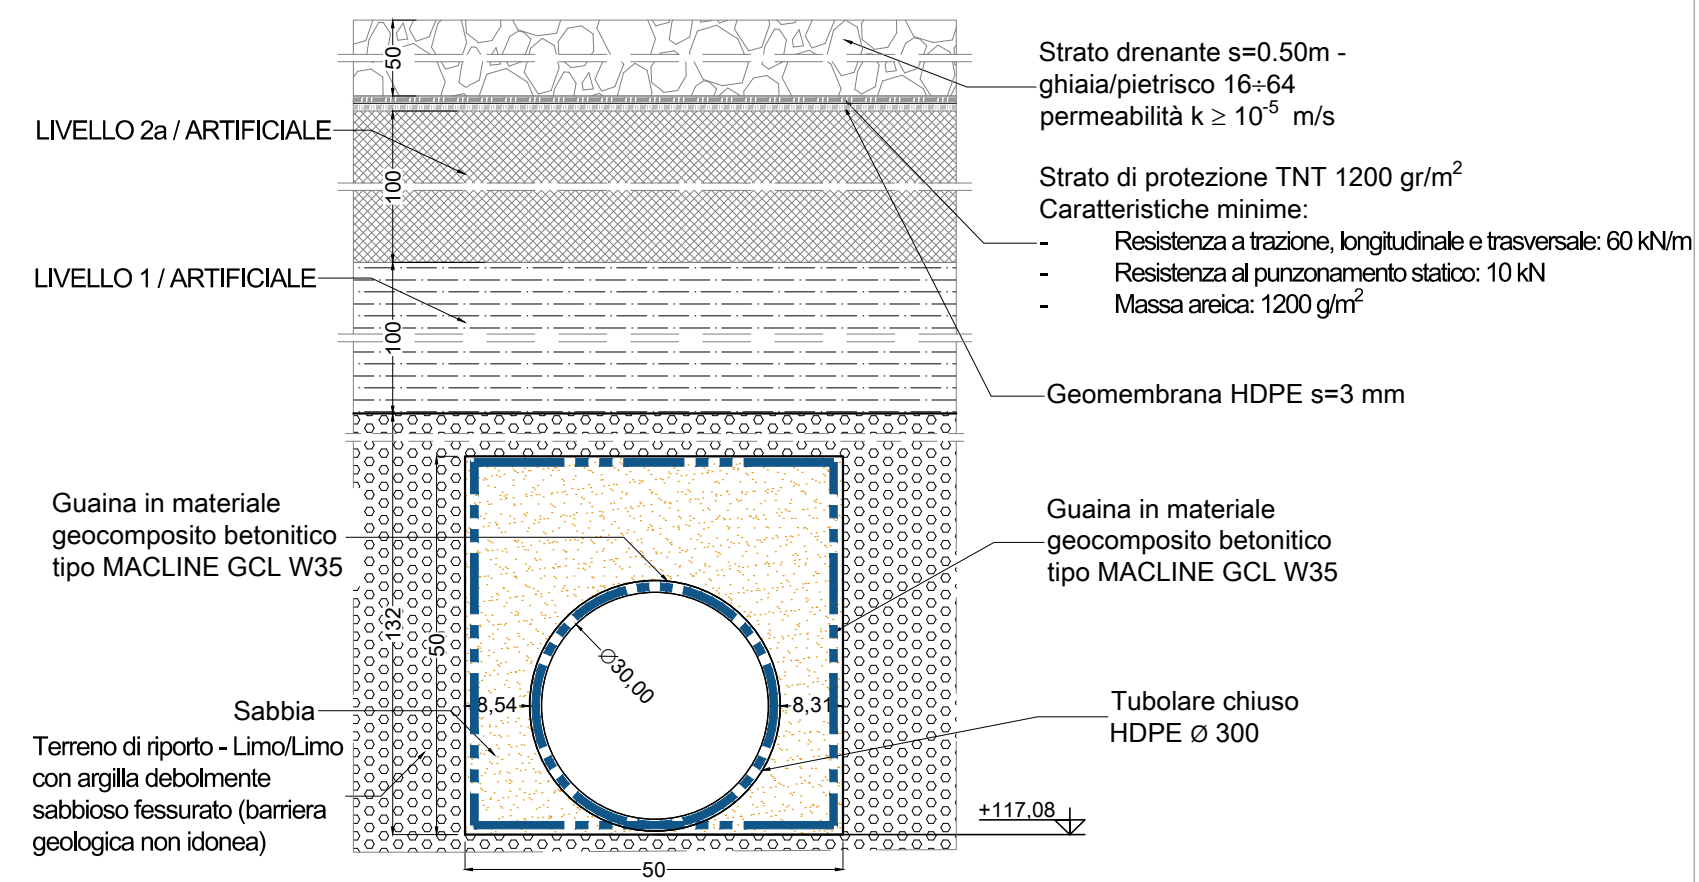 50
Strato drenante s=0.50m -
ghiaia/pietrisco 16÷64
permeabilità k ≥ 10⁻⁵ m/s
LIVELLO 2a / ARTIFICIALE
100
Strato di protezione TNT 1200 gr/m²
Caratteristiche minime:
- Resistenza a trazione, longitudinale e trasversale: 60 kN/m
- Resistenza al punzonamento statico: 10 kN
- Massa areica: 1200 g/m²
LIVELLO 1 / ARTIFICIALE
100
Geomembrana HDPE s=3 mm
Guaina in materiale
geocomposito betonitico
tipo MACLINE GCL W35
Guaina in materiale
geocomposito betonitico
tipo MACLINE GCL W35
132
50
Ø30,00
8,54
8,31
Sabbia
Terreno di riporto - Limo/Limo
con argilla debolmente
sabbioso fessurato (barriera
geologica non idonea)
Tubolare chiuso
HDPE Ø 300
+117,08
50